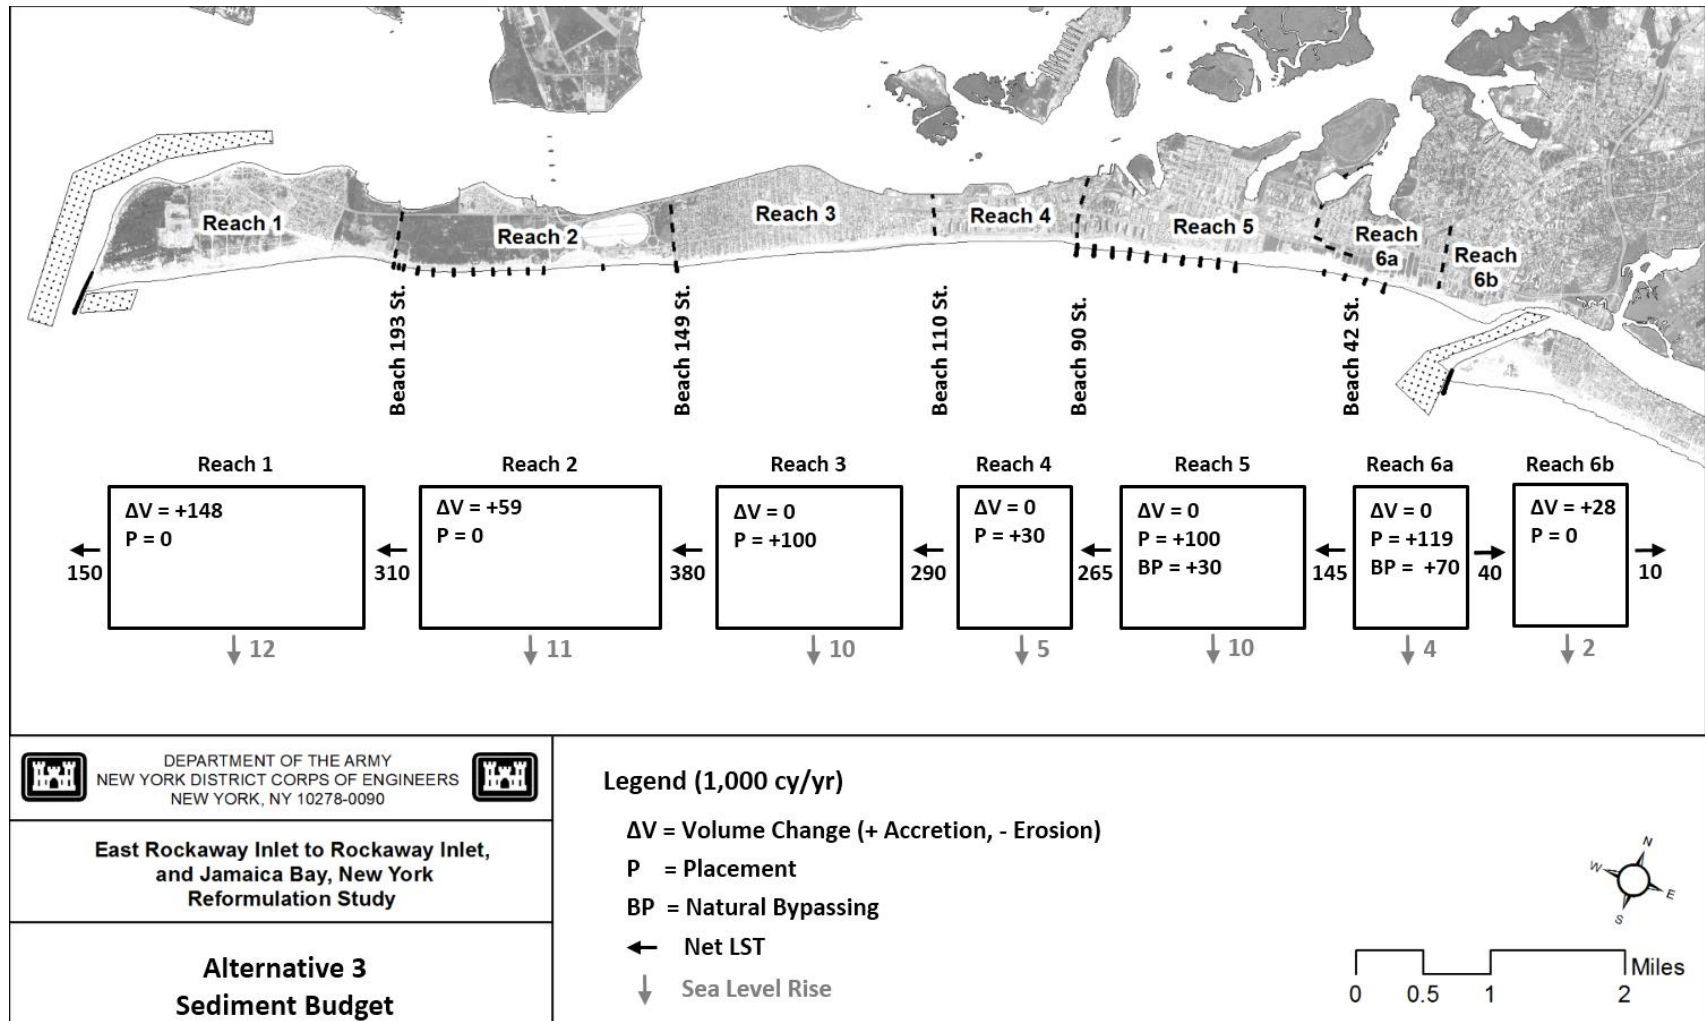 Reach 1
Reach 2
Reach 3
Reach 4
Reach 5
Reach
6a
Reach
6b
Beach 193 St.
Beach 149 St.
Beach 110 St.
Beach 90 St.
Beach 42 St.
Reach 1
Reach 2
Reach 3
Reach 4
Reach 5
Reach 6a
Reach 6b
ΔV = +148
P = 0
ΔV = +59
P = 0
ΔV = 0
P = +100
ΔV = 0
P = +30
ΔV = 0
P = +100
BP = +30
ΔV = 0
P = +119
BP = +70
ΔV = +28
P = 0
150
310
380
290
265
145
40
10
12
11
10
5
10
4
2
DEPARTMENT OF THE ARMY
NEW YORK DISTRICT CORPS OF ENGINEERS
NEW YORK, NY 10278-0090
East Rockaway Inlet to Rockaway Inlet,
and Jamaica Bay, New York
Reformulation Study
Alternative 3
Sediment Budget
Legend (1,000 cy/yr)
ΔV = Volume Change (+ Accretion, - Erosion)
P = Placement
BP = Natural Bypassing
Net LST
Sea Level Rise
N
W
E
S
Miles
0 0.5 1 2